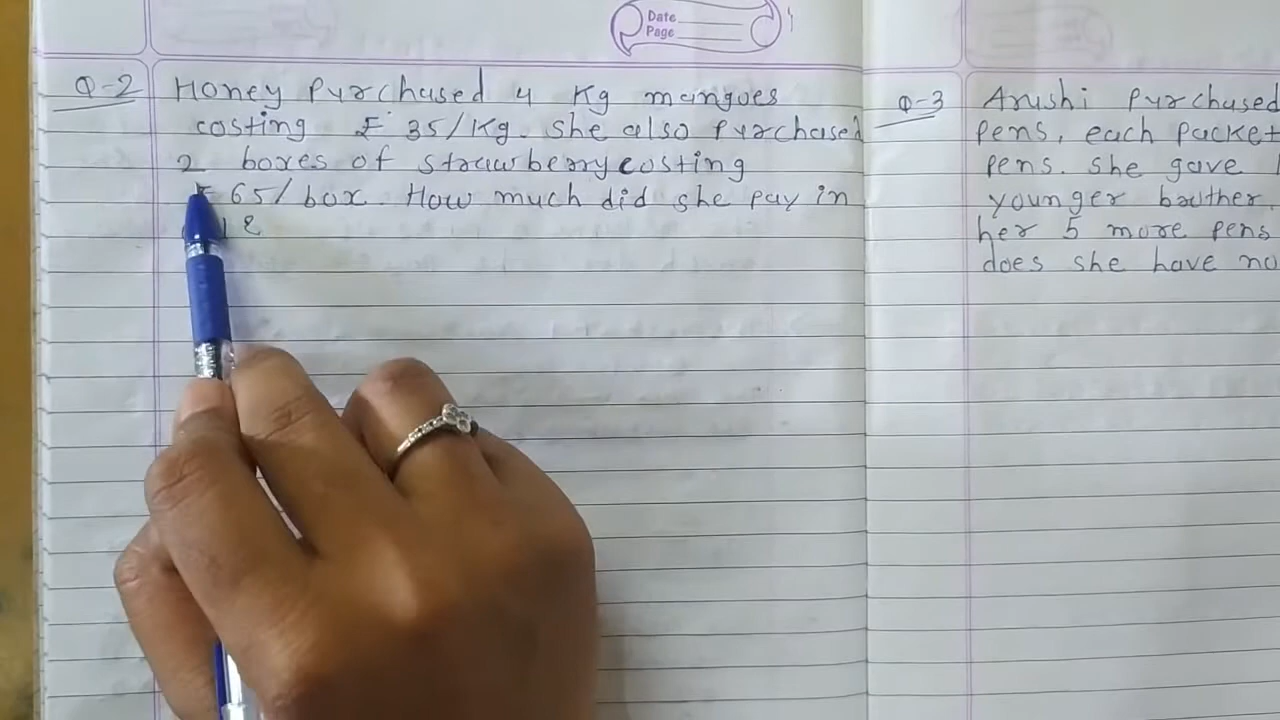 Date
Page
Q-2 Honey Purchased 4 Kg mangoes
costing ₹ 35/Kg. She also Purchased
2 boxes of strawberry costing
₹ 65/box. How much did she pay in
Q-3 Arushi Purchased
pens, each packet
pens. She gave
younger brother.
her 5 more pens
does she have no